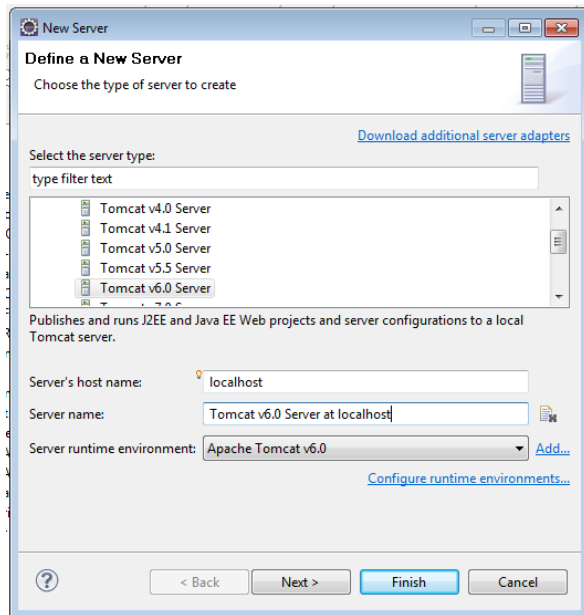 New Server
Define a New Server
Choose the type of server to create
Download additional server adapters
Select the server type:
type filter text
Tomcat v4.0 Server
Tomcat v4.1 Server
Tomcat v5.0 Server
Tomcat v5.5 Server
Tomcat v6.0 Server
Publishes and runs J2EE and Java EE Web projects and server configurations to a local
Tomcat server.
Server's host name: localhost
Server name: Tomcat v6.0 Server at localhost
Server runtime environment: Apache Tomcat v6.0 Add...
Configure runtime environments...
? < Back Next > Finish Cancel